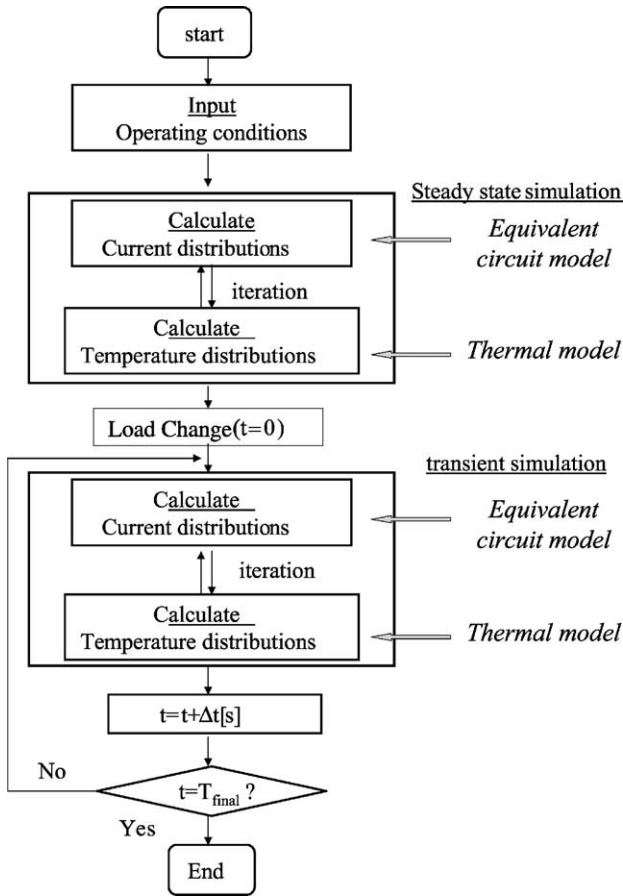 start
Input
Operating conditions
Steady state simulation
Calculate
Current distributions
Equivalent
circuit model
iteration
Calculate
Temperature distributions
Thermal model
Load Change(t=0)
transient simulation
Calculate
Current distributions
Equivalent
circuit model
iteration
Calculate
Temperature distributions
Thermal model
t=t+Δt[s]
No
t=T_final ?
Yes
End